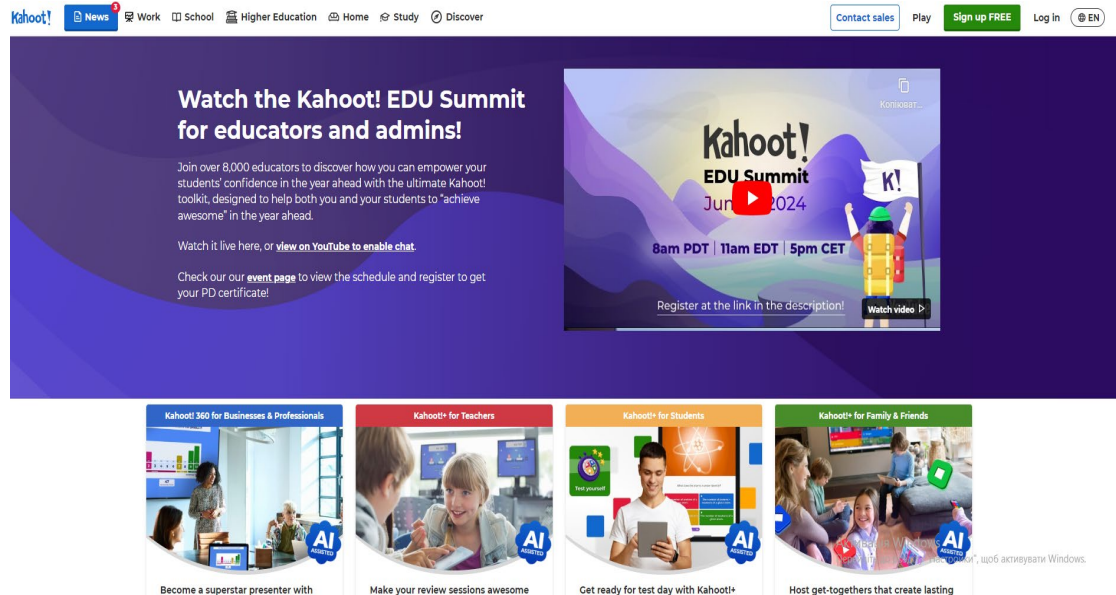 Kahoot!
News
3
Work
School
Higher Education
Home
Study
Discover
Contact sales
Play
Sign up FREE
Log in
EN
Watch the Kahoot! EDU Summit
for educators and admins!
Join over 8,000 educators to discover how you can empower your
students' confidence in the year ahead with the ultimate Kahoot!
toolkit, designed to help both you and your students to "achieve
awesome" in the year ahead.
Watch it live here, or view on YouTube to enable chat.
Check our our event page to view the schedule and register to get
your PD certificate!
Копіюват...
Kahoot!
EDU Summit
2024
K!
8am PDT | 11am EDT | 5pm CET
Register at the link in the description!
Watch video
Kahoot! 360 for Businesses & Professionals
Kahoot!+ for Teachers
Kahoot!+ for Students
Kahoot!+ for Family & Friends
Test yourself
AI
ASSISTED
AI
ASSISTED
AI
ASSISTED
AI
ASSISTED
щоб активувати Windows.
Become a superstar presenter with
Make your review sessions awesome
Get ready for test day with Kahoot!+
Host get-togethers that create lasting